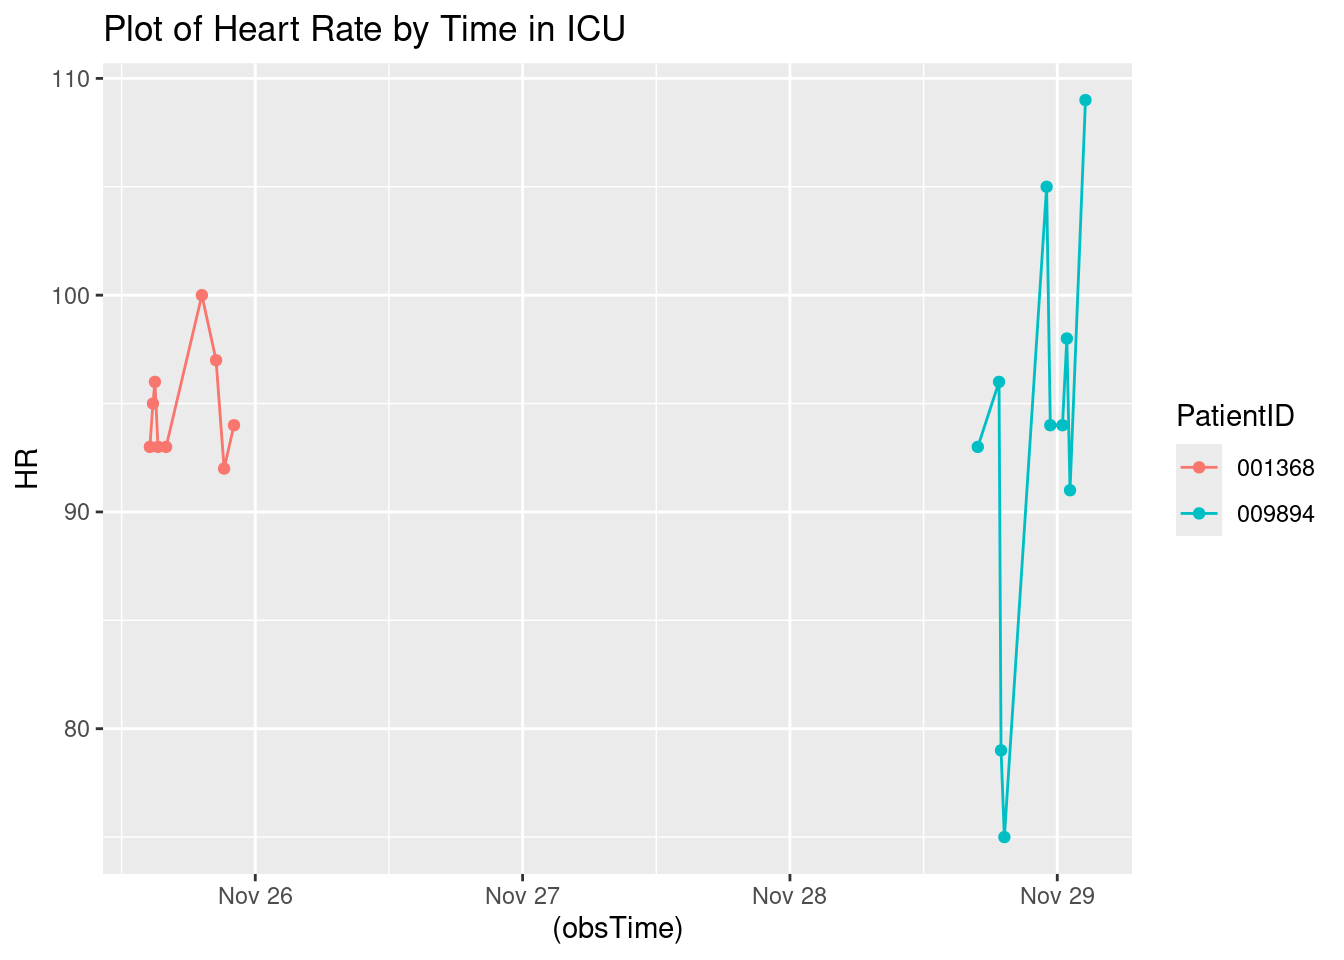 Plot of Heart Rate by Time in ICU
110
100
90
80
HR
Nov 26
Nov 27
Nov 28
Nov 29
(obsTime)
PatientID
001368
009894